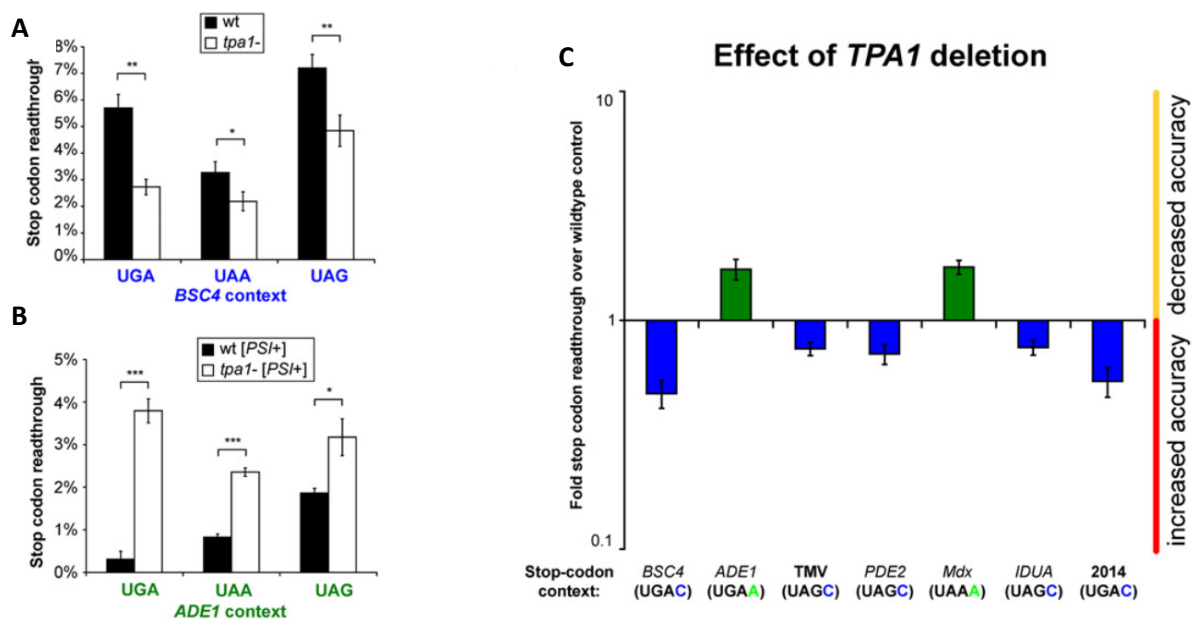 A
wt
tpa1-
Stop codon readthrough
8%
7%
6%
5%
4%
3%
2%
1%
0%
**
*
**
UGA UAA UAG
BSC4 context
B
wt [PSI+]
tpa1- [PSI+]
Stop codon readthrough
5%
4%
3%
2%
1%
0%
***
***
*
UGA UAA UAG
ADE1 context
C
Effect of TPA1 deletion
Fold stop codon readthrough over wildtype control
10
1
0.1
decreased accuracy
increased accuracy
Stop-codon BSC4 ADE1 TMV PDE2 Mdx IDUA 2014
context: (UGAC) (UGAA) (UAGC) (UAGC) (UAAA) (UAGC) (UGAC)